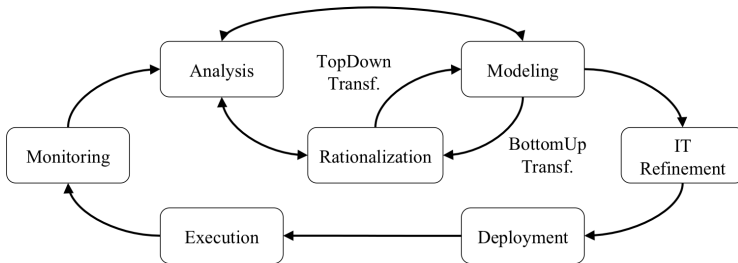 Analysis
TopDown
Transf.
Modeling
Monitoring
Rationalization
BottomUp
Transf.
IT
Refinement
Execution
Deployment